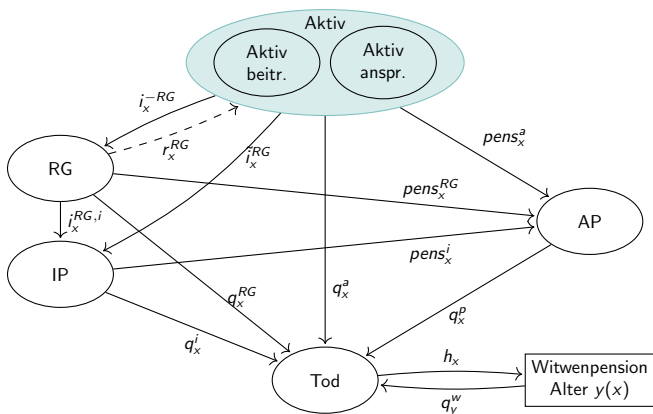 Aktiv
Aktiv
beitr.
Aktiv
anspr.
i_x^{-RG}
r_x^{RG}
i_x^{RG}
pens_x^a
RG
pens_x^{RG}
i_x^{RG,i}
AP
IP
pens_x^i
q_x^{RG}
q_x^a
q_x^p
q_x^i
h_x
Tod
Witwenpension
Alter y(x)
q_y^w